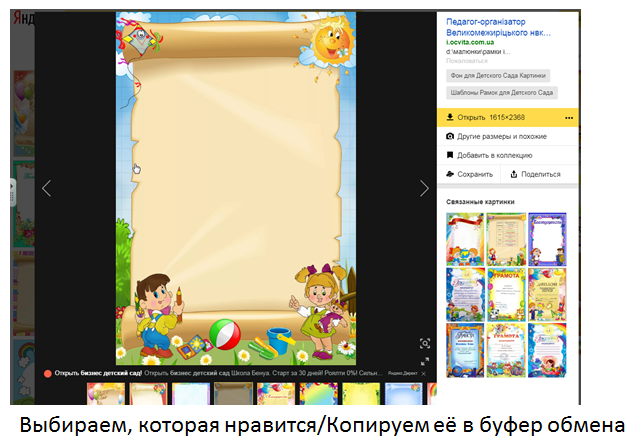 Янд
Педагог-організатор
Великомежиріцького нвк...
i.ocvita.com.ua
d:\малюнки\рамки і...
Пожаловаться
Фон для Детского Сада Картинки
Шаблоны Рамок для Детского Сада
Открыть 1615×2368
Другие размеры и похожие
Добавить в коллекцию
Сохранить Поделиться
Связанные картинки
ГРАМОТА
ГРАМОТА
Открыть бизнес детский сад! Открыть бизнес детский сад Школа Бенуа. Старт за 30 дней! Роялти 0%! Сильн... Яндекс.Директ
Выбираем, которая нравится/Копируем её в буфер обмена